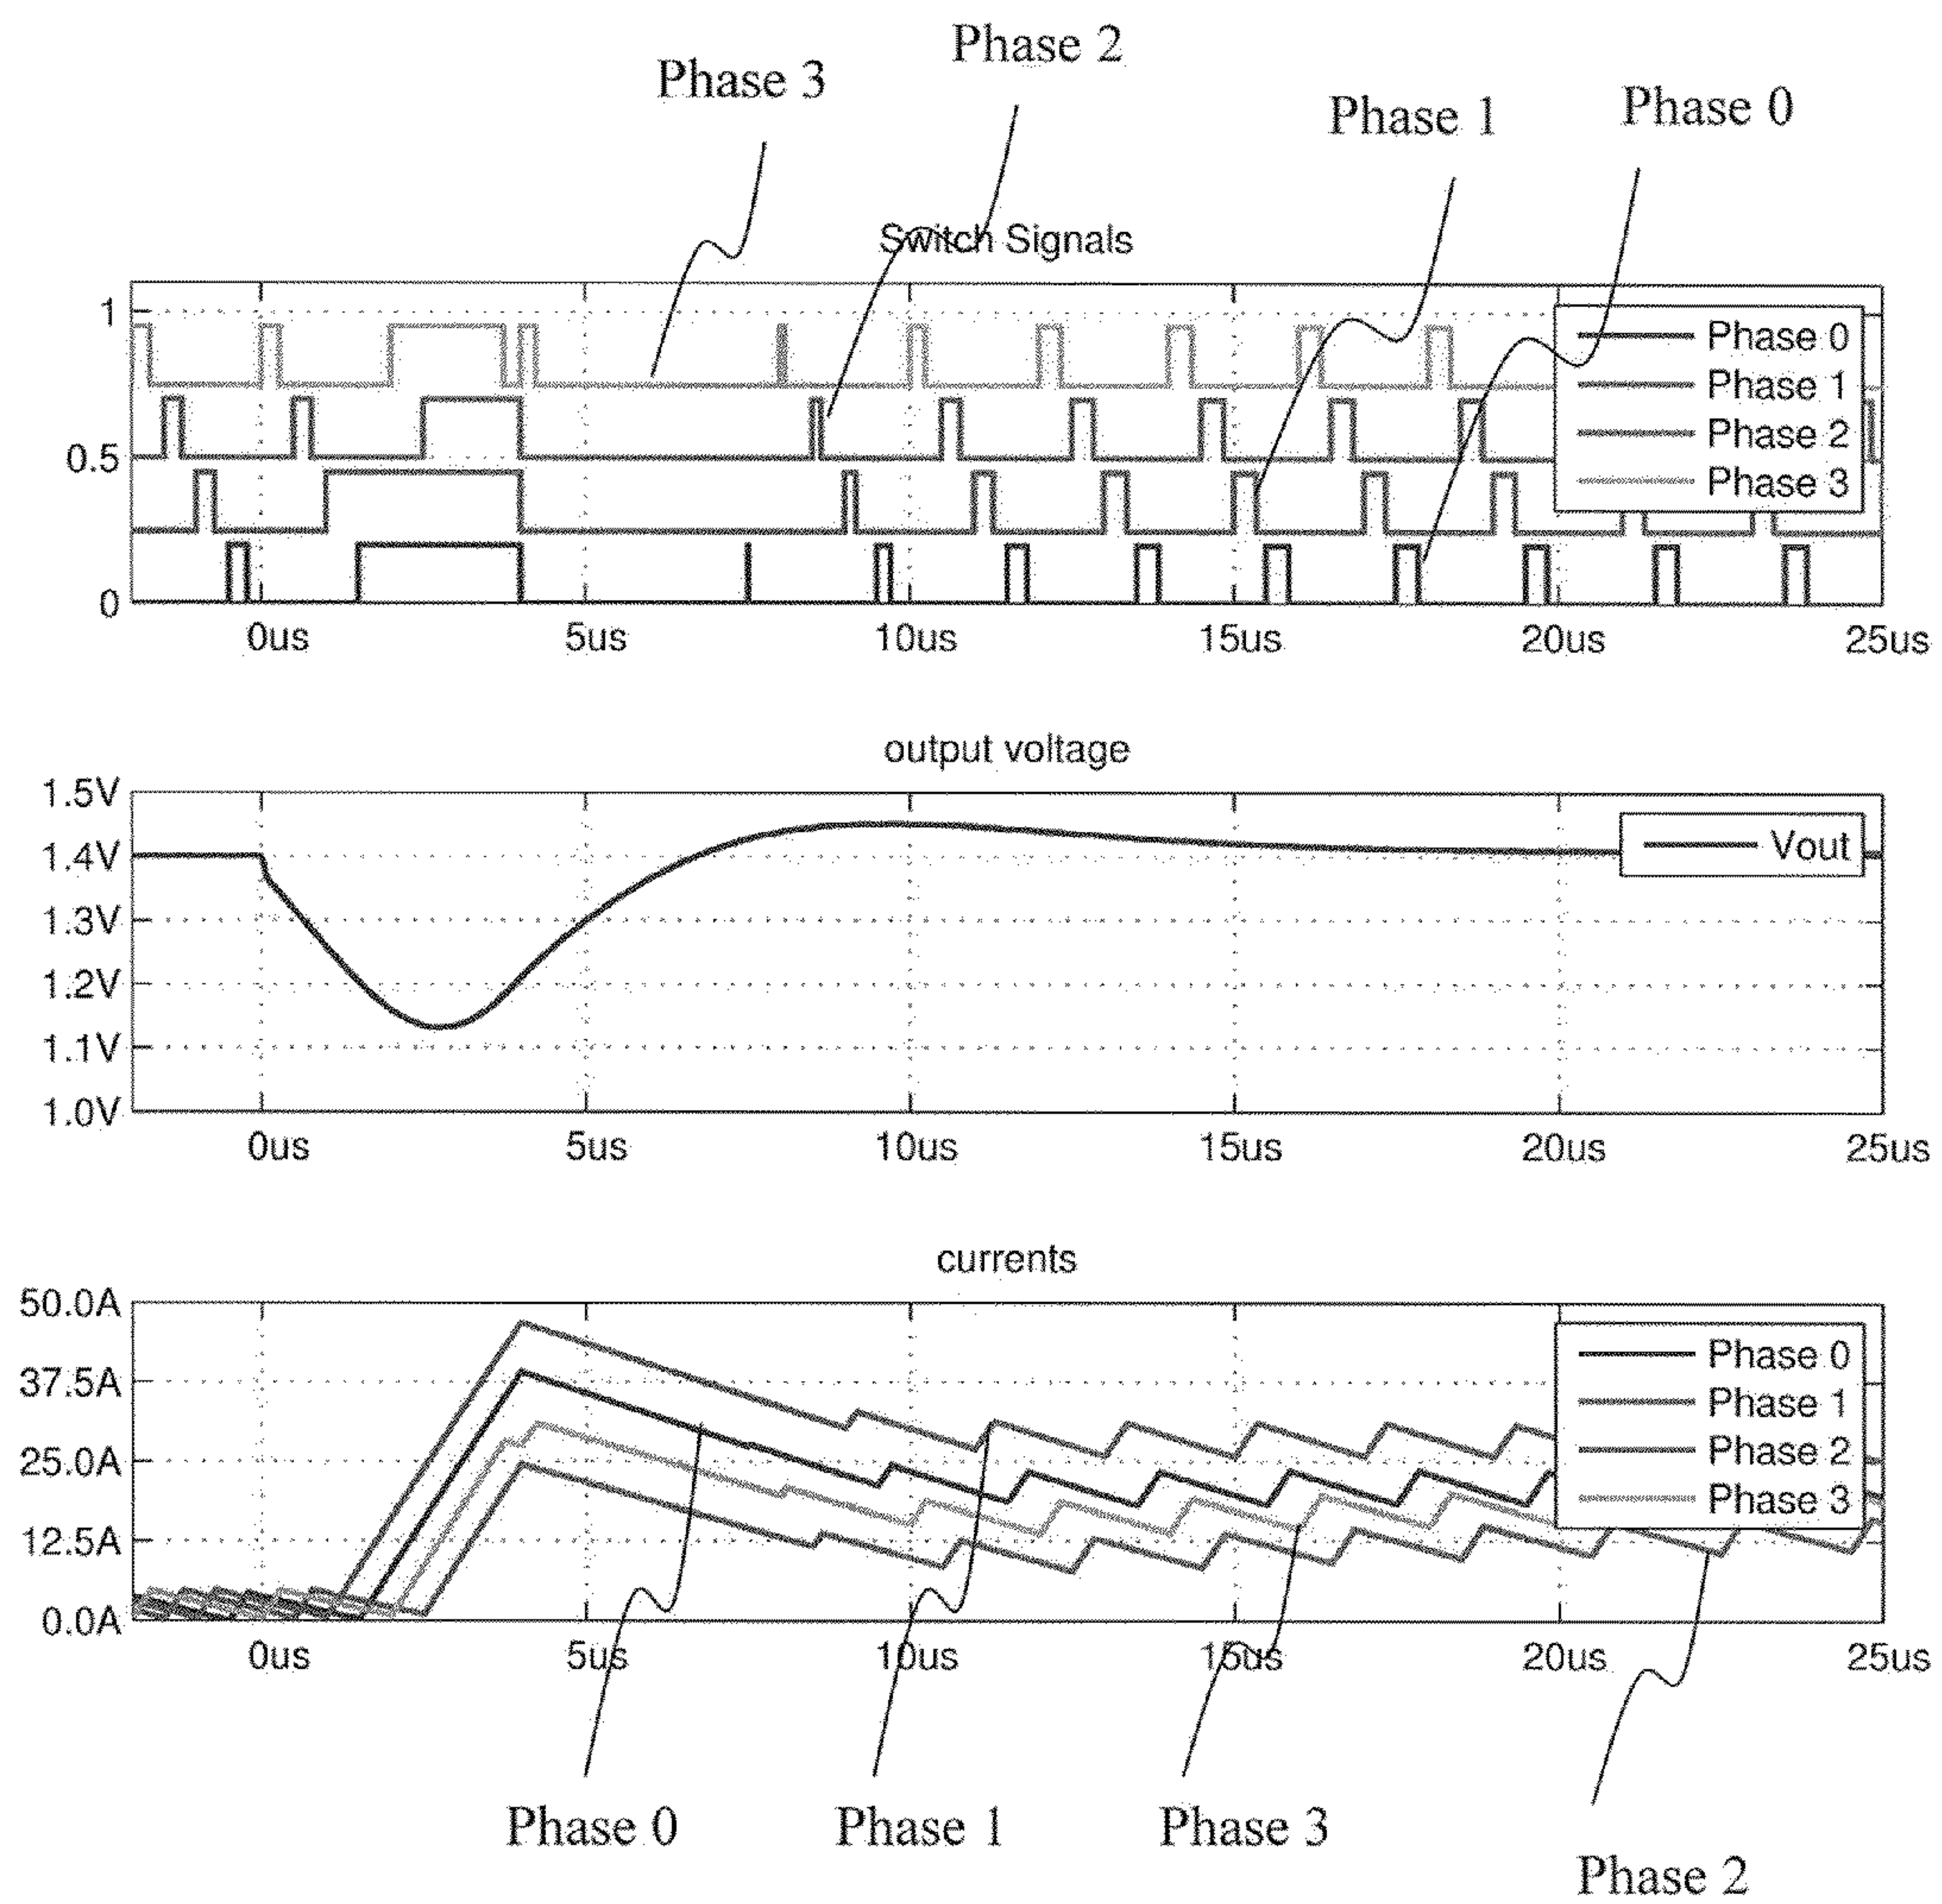 Phase 2
Phase 3
Phase 1
Phase 0
Switch Signals
1
0.5
0
Phase 0
Phase 1
Phase 2
Phase 3
0us 5us 10us 15us 20us 25us
output voltage
1.5V
1.4V
1.3V
1.2V
1.1V
1.0V
Vout
0us 5us 10us 15us 20us 25us
currents
50.0A
37.5A
25.0A
12.5A
0.0A
Phase 0
Phase 1
Phase 2
Phase 3
0us 5us 10us 15us 20us 25us
Phase 0
Phase 1
Phase 3
Phase 2